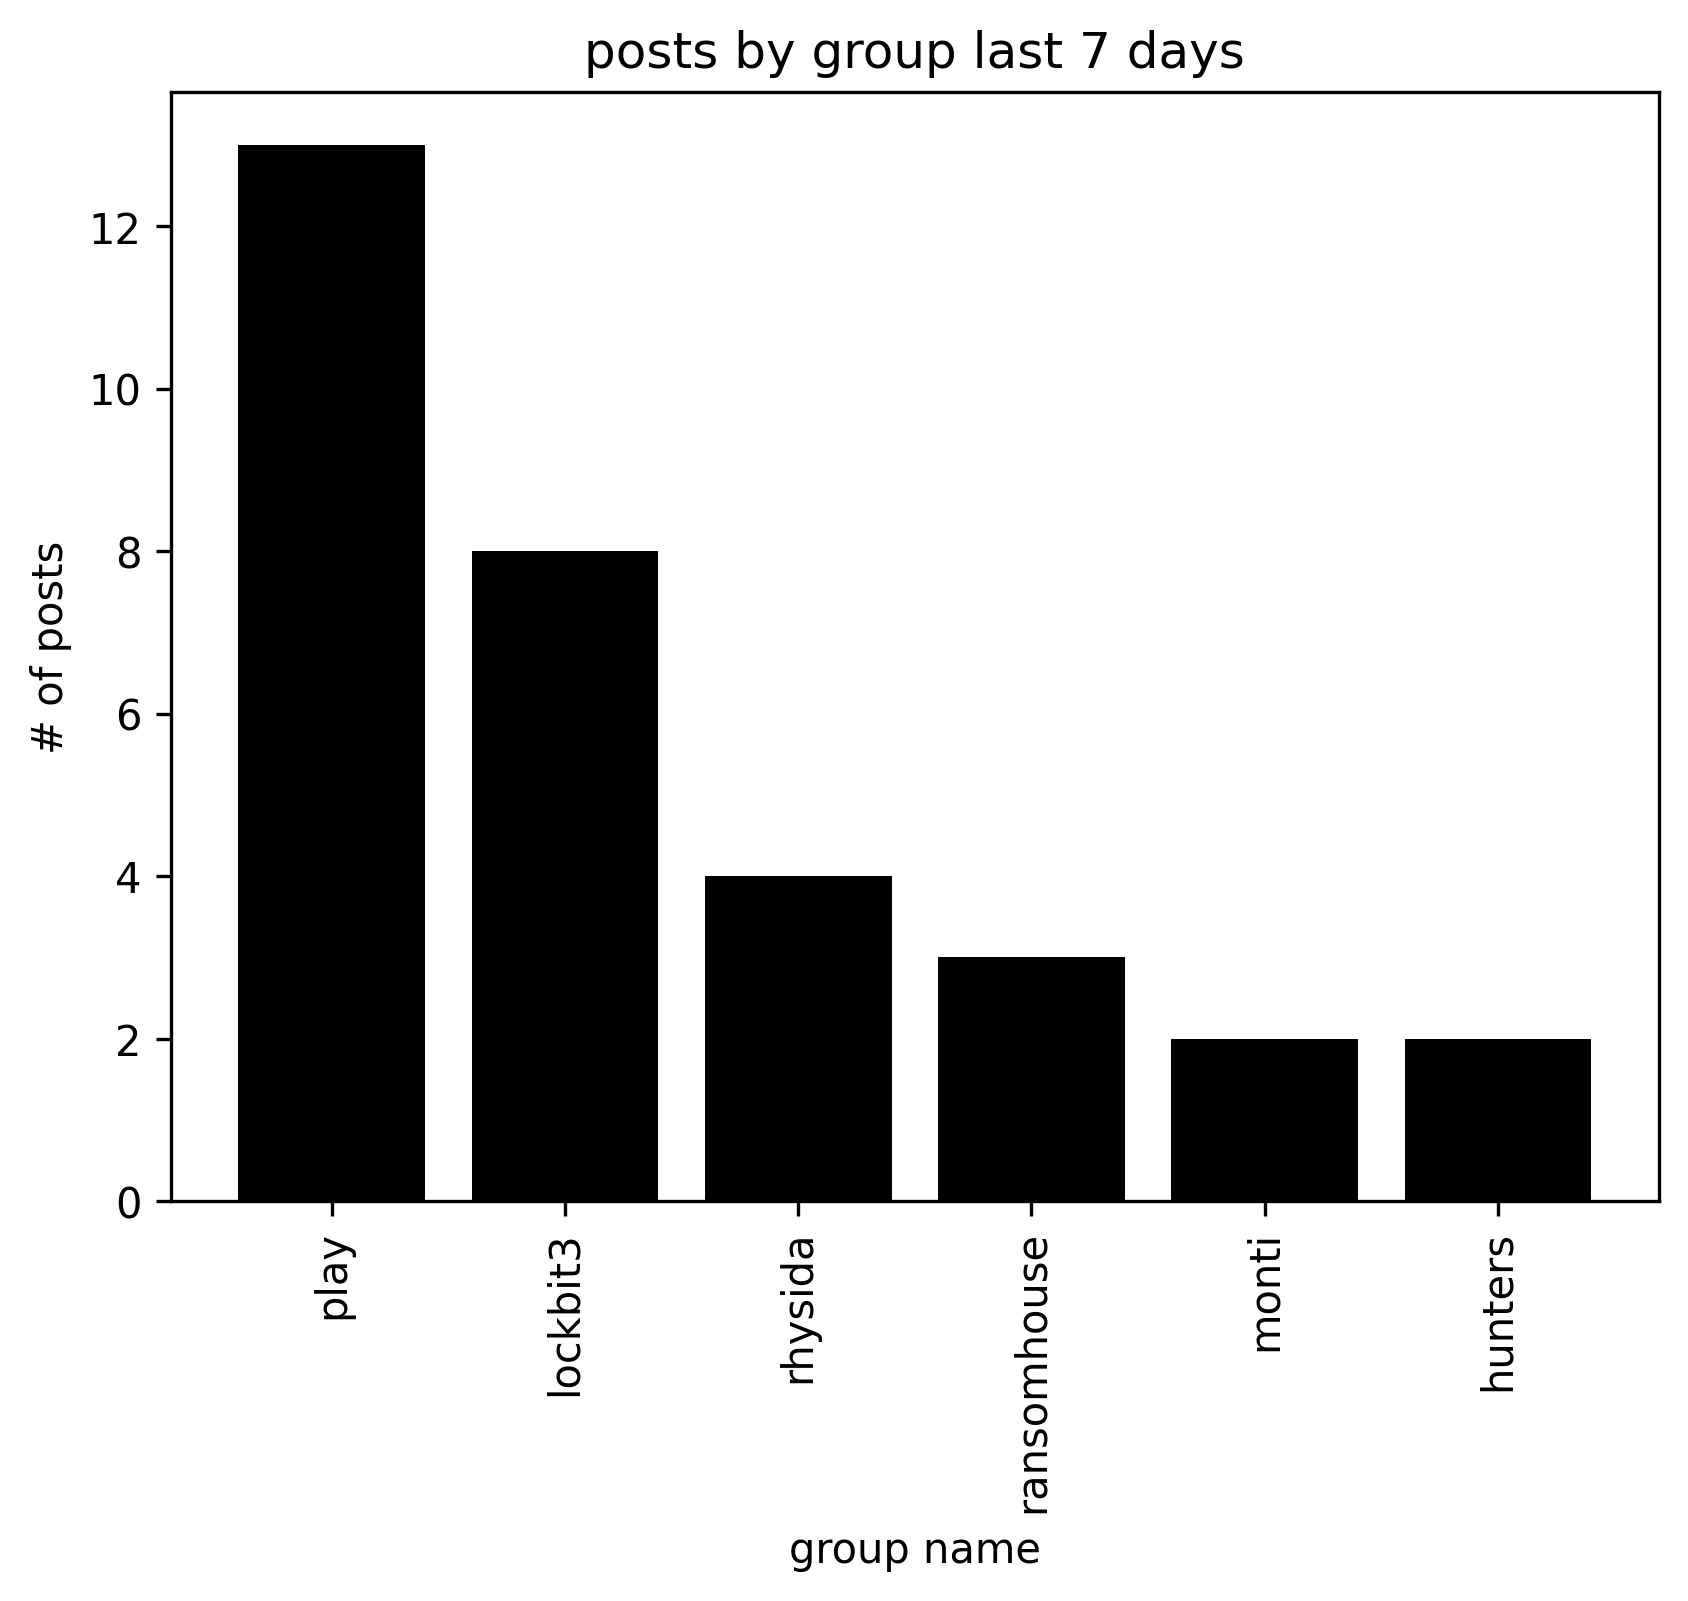 posts by group last 7 days
# of posts
12
10
8
6
4
2
0
play
lockbit3
rhysida
ransomhouse
monti
hunters
group name